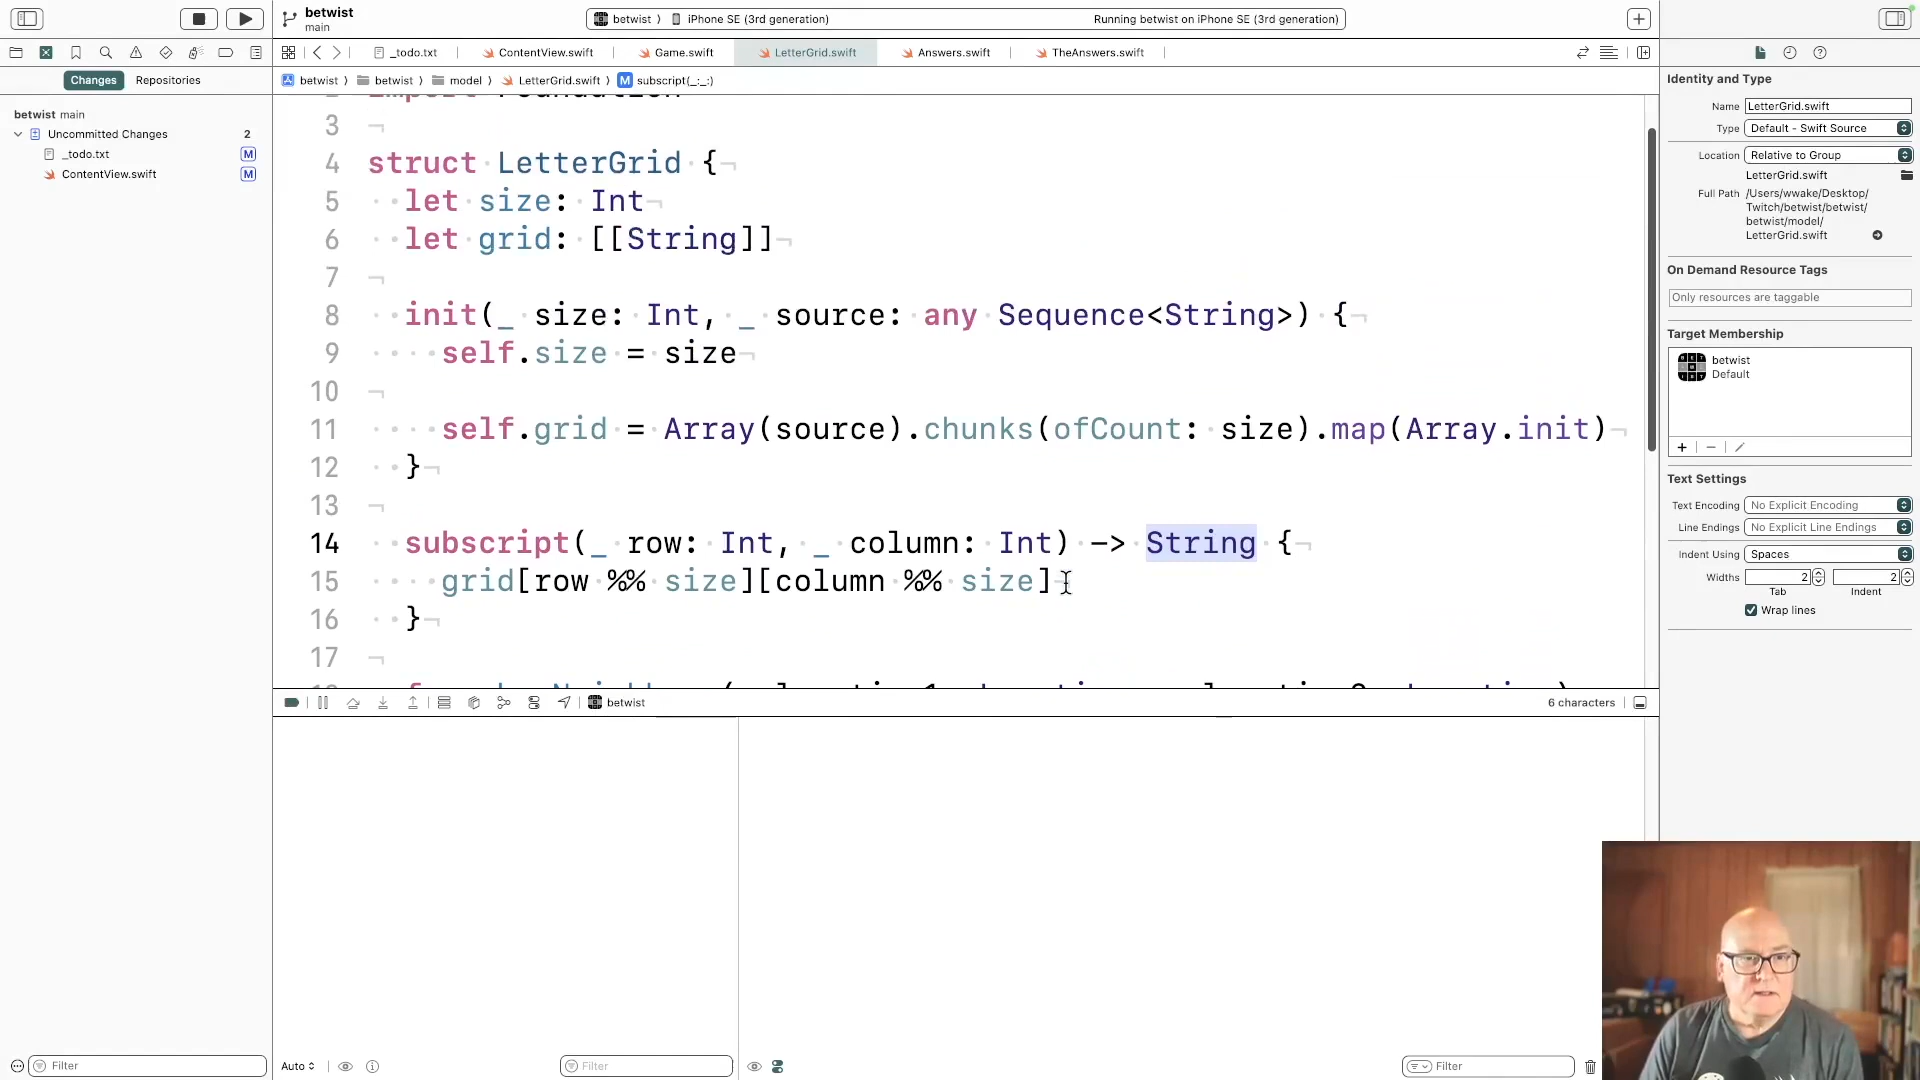 betwist
main
betwist 〉 iPhone SE (3rd generation)
Running betwist on iPhone SE (3rd generation)
_todo.txt
ContentView.swift
Game.swift
LetterGrid.swift
Answers.swift
TheAnswers.swift
Changes
Repositories
betwist 〉 betwist 〉 model 〉 LetterGrid.swift 〉 M subscript(_:_:)
betwist main
Uncommitted Changes 2
_todo.txt M
ContentView.swift M
import Foundation
3
4 struct LetterGrid {
5 let size: Int
6 let grid: [[String]]
7
8 init(_ size: Int, _ source: any Sequence<String>) {
9 self.size = size
10
11 self.grid = Array(source).chunks(ofCount: size).map(Array.init)
12 }
13
14 subscript(_ row: Int, _ column: Int) -> String {
15 grid[row %% size][column %% size]
16 }
17
betwist
6 characters
Filter
Auto
Filter
Filter
Identity and Type
Name LetterGrid.swift
Type Default - Swift Source
Location Relative to Group
LetterGrid.swift
Full Path /Users/wwake/Desktop/
Twitch/betwist/betwist/
betwist/model/
LetterGrid.swift
On Demand Resource Tags
Only resources are taggable
Target Membership
betwist
Default
Text Settings
Text Encoding No Explicit Encoding
Line Endings No Explicit Line Endings
Indent Using Spaces
Widths 2 2
Tab Indent
Wrap lines